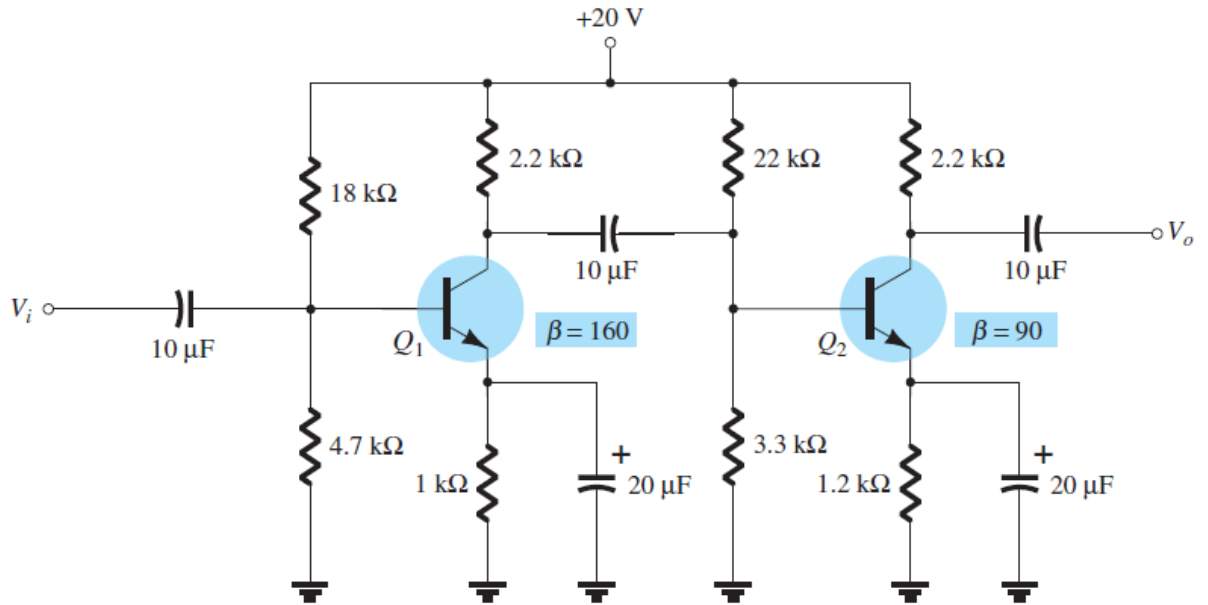 +20 V
18 kΩ
2.2 kΩ
22 kΩ
2.2 kΩ
10 μF
10 μF
Vᵢ
10 μF
Q₁
β = 160
Q₂
β = 90
Vₒ
4.7 kΩ
1 kΩ
+
20 μF
3.3 kΩ
1.2 kΩ
+
20 μF